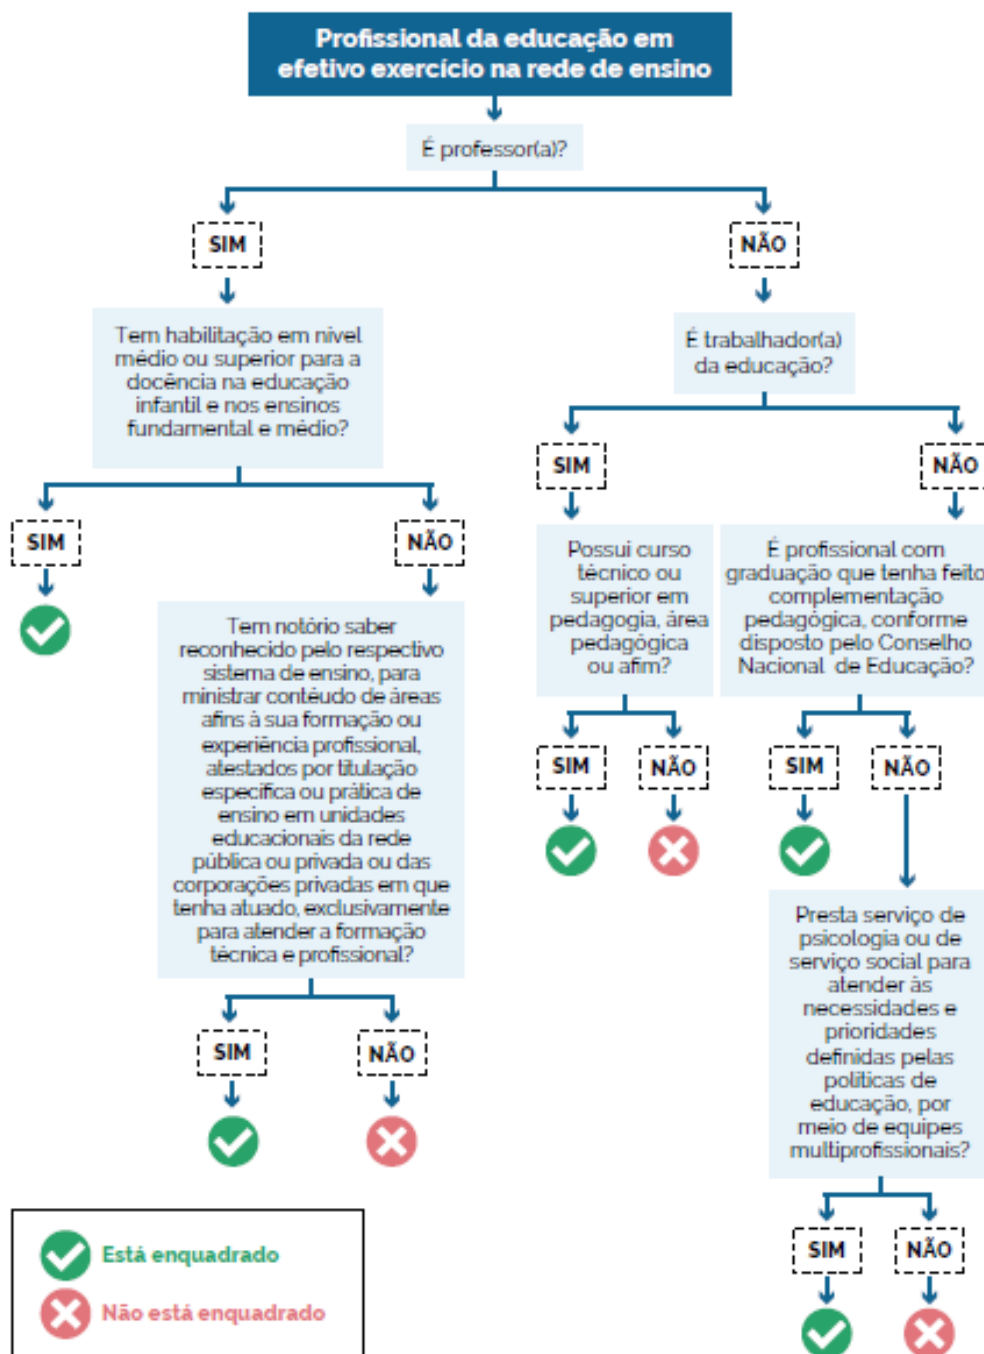 Profissional da educação em
efetivo exercício na rede de ensino
É professor(a)?
SIM
NÃO
Tem habilitação em nível
médio ou superior para a
docência na educação
infantil e nos ensinos
fundamental e médio?
É trabalhador(a)
da educação?
SIM
NÃO
SIM
NÃO
Tem notório saber
reconhecido pelo respectivo
sistema de ensino, para
ministrar contéudo de áreas
afins à sua formação ou
experiência profissional,
atestados por titulação
específica ou prática de
ensino em unidades
educacionais da rede
pública ou privada ou das
corporações privadas em que
tenha atuado, exclusivamente
para atender a formação
técnica e profissional?
Possui curso
técnico ou
superior em
pedagogia, área
pedagógica
ou afim?
É profissional com
graduação que tenha feito
complementação
pedagógica, conforme
disposto pelo Conselho
Nacional de Educação?
SIM
NÃO
SIM
NÃO
Presta serviço de
psicologia ou de
serviço social para
atender às
necessidades e
prioridades
definidas pelas
políticas de
educação, por
meio de equipes
multiprofissionais?
SIM
NÃO
SIM
NÃO
Está enquadrado
Não está enquadrado